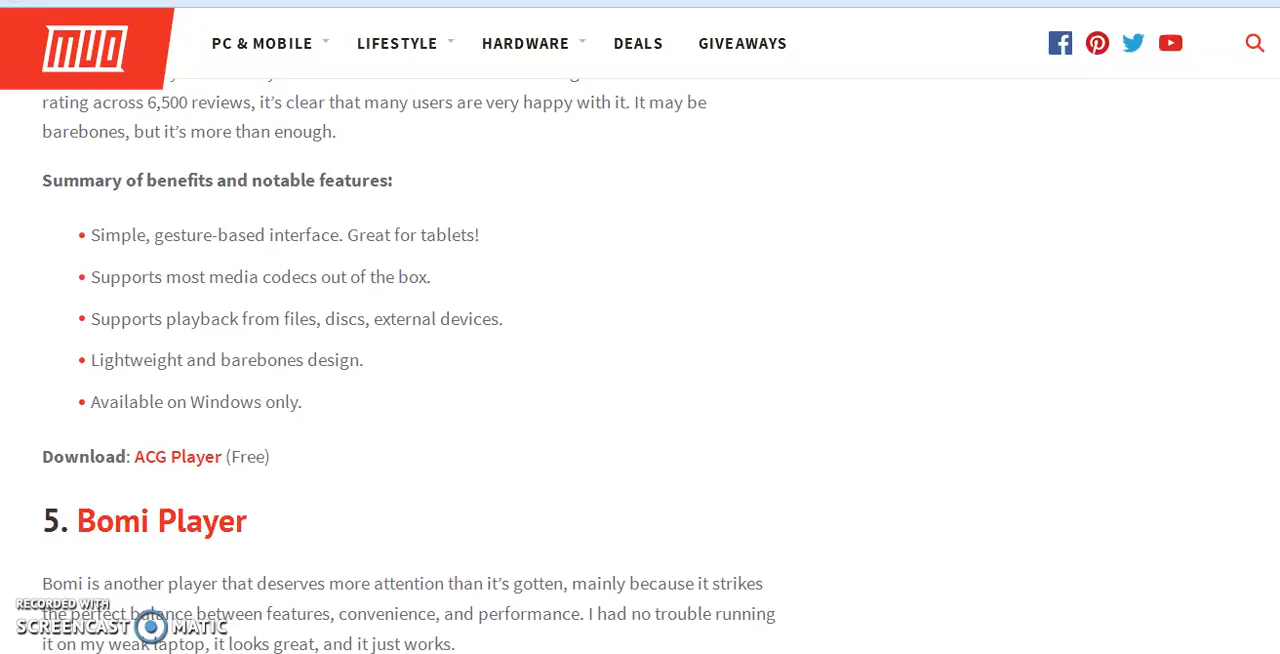 MUO
PC & MOBILE
LIFESTYLE
HARDWARE
DEALS
GIVEAWAYS
rating across 6,500 reviews, it’s clear that many users are very happy with it. It may be
barebones, but it’s more than enough.
Summary of benefits and notable features:
• Simple, gesture-based interface. Great for tablets!
• Supports most media codecs out of the box.
• Supports playback from files, discs, external devices.
• Lightweight and barebones design.
• Available on Windows only.
Download: ACG Player (Free)
5. Bomi Player
Bomi is another player that deserves more attention than it’s gotten, mainly because it strikes
the perfect balance between features, convenience, and performance. I had no trouble running
it on my weak laptop, it looks great, and it just works.
RECORDED WITH
SCREENCAST MATIC